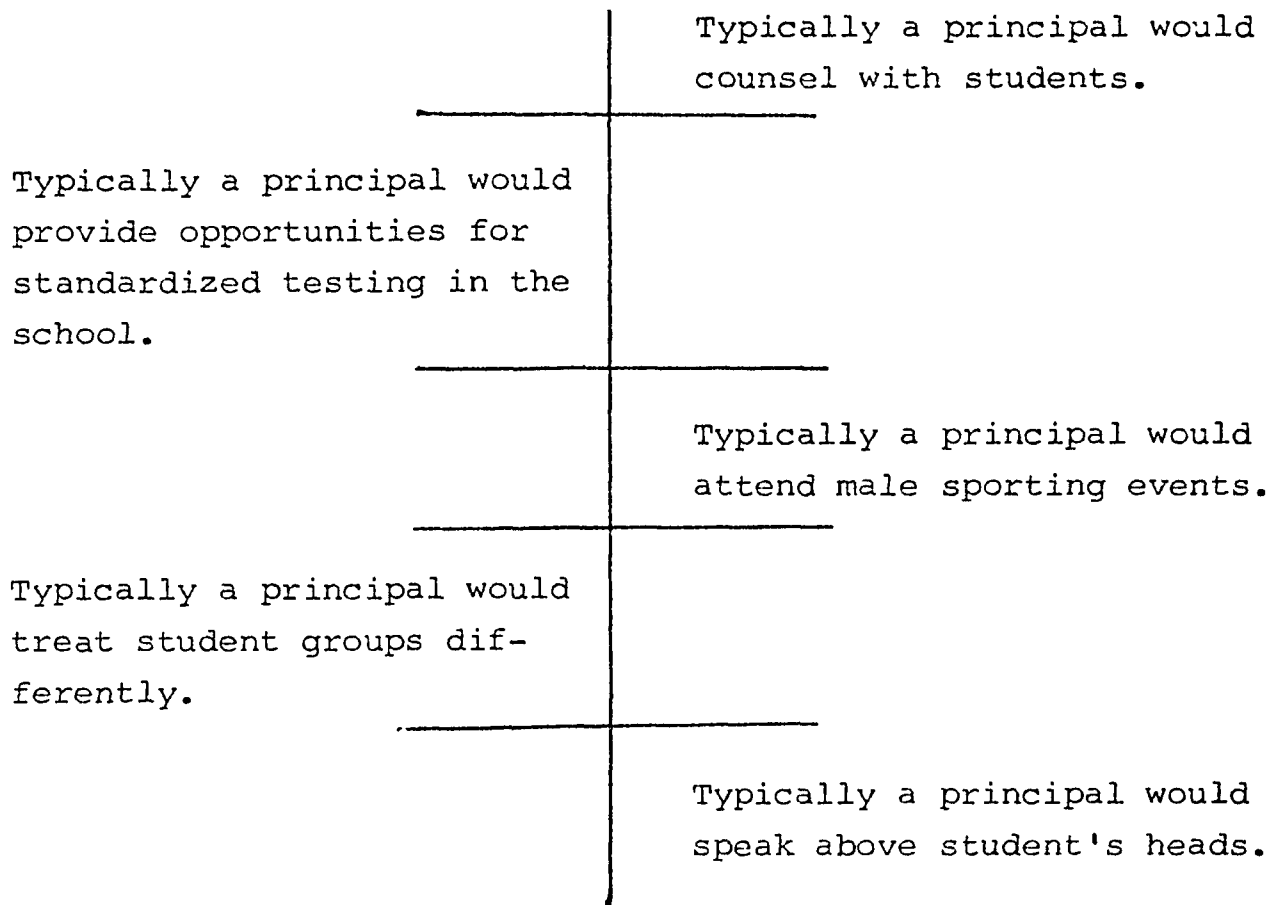 Typically a principal would
counsel with students.
Typically a principal would
provide opportunities for
standardized testing in the
school.
Typically a principal would
attend male sporting events.
Typically a principal would
treat student groups dif-
ferently.
Typically a principal would
speak above student's heads.